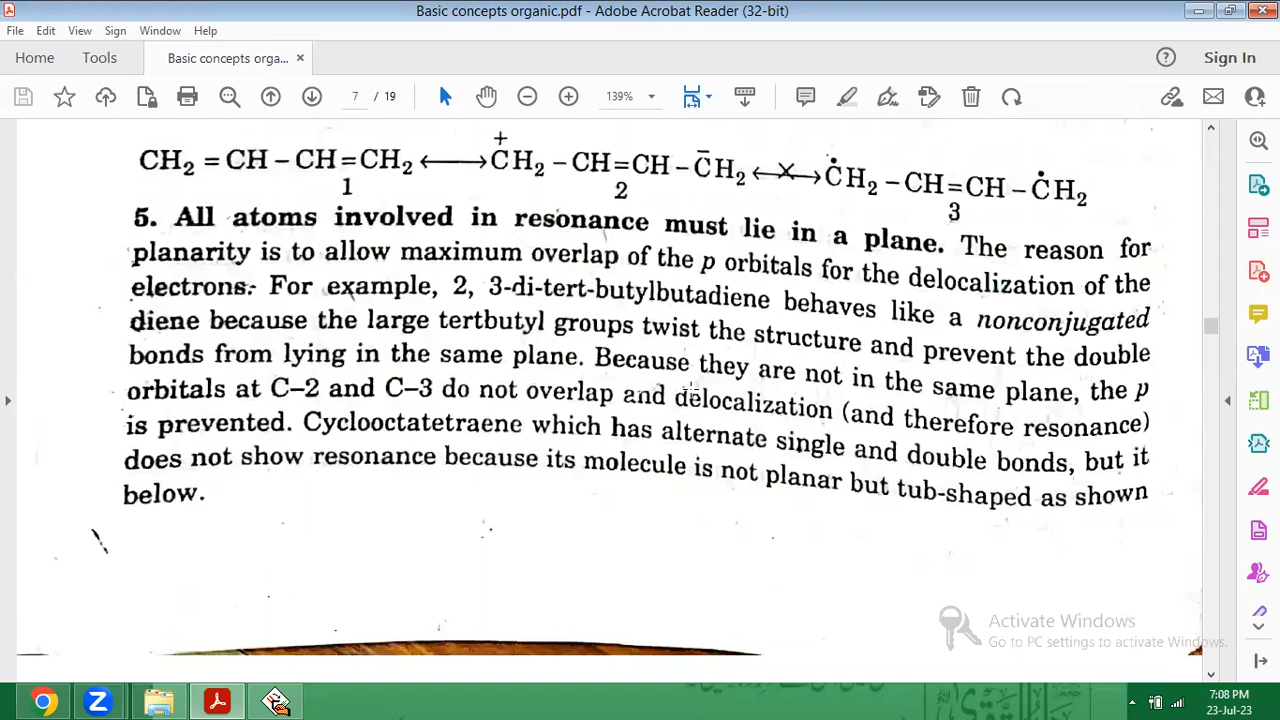 Basic concepts organic.pdf - Adobe Acrobat Reader (32-bit)
File Edit View Sign Window Help
Home Tools Basic concepts orga... × Sign In
7 / 19 139%
CH₂ = CH – CH = CH₂ ⟷ C⁺H₂ – CH = CH – C̄H₂ ⟷✕ ĊH₂ – CH = CH – ĊH₂
1 2 3
5. All atoms involved in resonance must lie in a plane. The reason for
planarity is to allow maximum overlap of the p orbitals for the delocalization of the
electrons. For example, 2, 3-di-tert-butylbutadiene behaves like a nonconjugated
diene because the large tertbutyl groups twist the structure and prevent the double
bonds from lying in the same plane. Because they are not in the same plane, the p
orbitals at C–2 and C–3 do not overlap and delocalization (and therefore resonance)
is prevented. Cyclooctatetraene which has alternate single and double bonds, but it
does not show resonance because its molecule is not planar but tub-shaped as shown
below.
Activate Windows
Go to PC settings to activate Windows.
7:08 PM
23-Jul-23